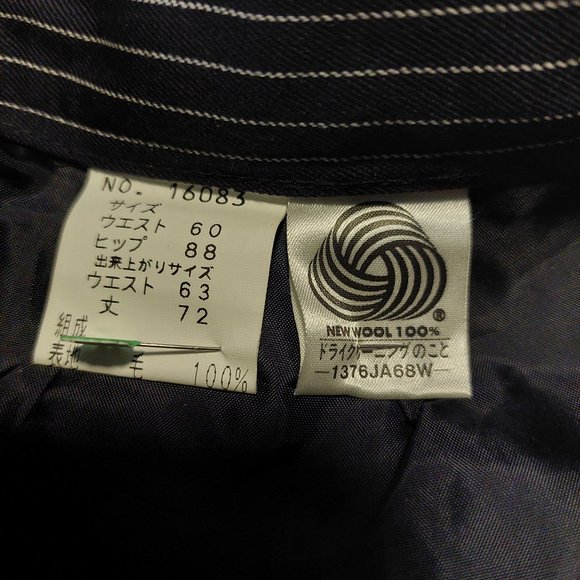 NO. 16083
サイズ
ウエスト 60
ヒップ 88
出来上がりサイズ
ウエスト 63
丈 72
組成
表地 毛 100%
®
NEW WOOL 100%
ドライクリーニングのこと
—1376JA68W—